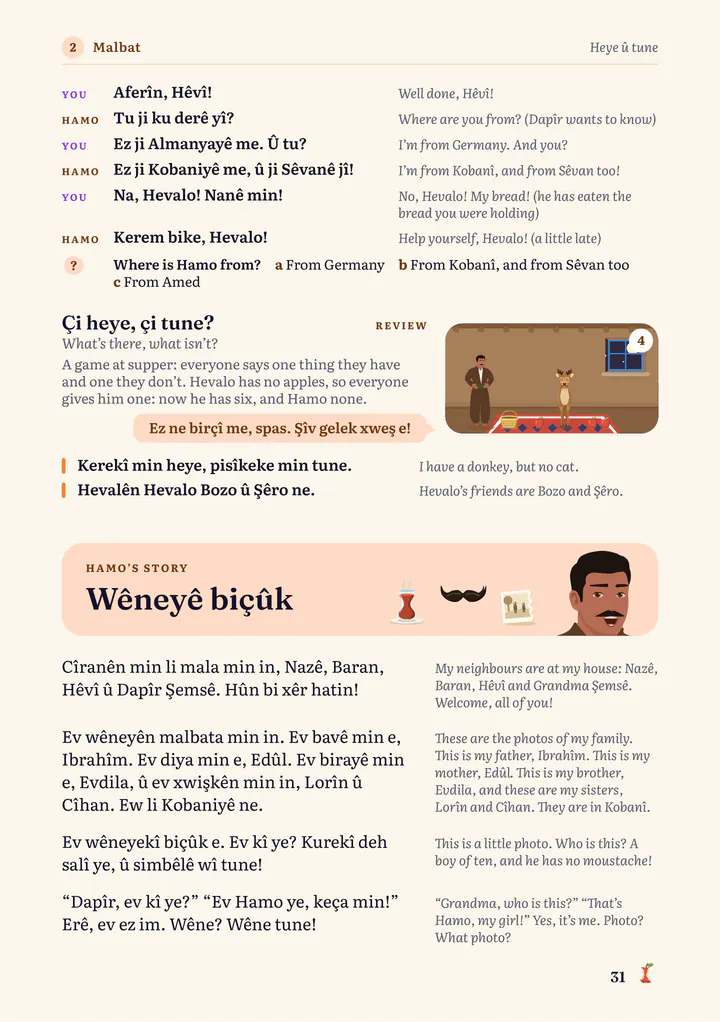 2 Malbat
Heye û tune
YOU Aferîn, Hêvî! Well done, Hêvî!
HAMO Tu ji ku derê yî? Where are you from? (Dapîr wants to know)
YOU Ez ji Almanyayê me. Û tu? I’m from Germany. And you?
HAMO Ez ji Kobaniyê me, û ji Sêvanê jî! I’m from Kobanî, and from Sêvan too!
YOU Na, Hevalo! Nanê min! No, Hevalo! My bread! (he has eaten the
bread you were holding)
HAMO Kerem bike, Hevalo! Help yourself, Hevalo! (a little late)
? Where is Hamo from? a From Germany b From Kobanî, and from Sêvan too
c From Amed
Çi heye, çi tune? REVIEW
What’s there, what isn’t?
A game at supper: everyone says one thing they have
and one they don’t. Hevalo has no apples, so everyone
gives him one: now he has six, and Hamo none.
4
Ez ne birçî me, spas. Şîv gelek xweş e!
Kerekî min heye, pisîkeke min tune. I have a donkey, but no cat.
Hevalên Hevalo Bozo û Şêro ne. Hevalo’s friends are Bozo and Şêro.
HAMO’S STORY
Wêneyê biçûk
Cîranên min li mala min in, Nazê, Baran,
Hêvî û Dapîr Şemsê. Hûn bi xêr hatin!
My neighbours are at my house: Nazê,
Baran, Hêvî and Grandma Şemsê.
Welcome, all of you!
Ev wêneyên malbata min in. Ev bavê min e,
Ibrahîm. Ev diya min e, Edûl. Ev birayê min
e, Evdila, û ev xwişkên min in, Lorîn û
Cîhan. Ew li Kobaniyê ne.
These are the photos of my family.
This is my father, Ibrahîm. This is my
mother, Edûl. This is my brother,
Evdila, and these are my sisters,
Lorîn and Cîhan. They are in Kobanî.
Ev wêneyekî biçûk e. Ev kî ye? Kurekî deh
salî ye, û simbêlê wî tune!
This is a little photo. Who is this? A
boy of ten, and he has no moustache!
“Dapîr, ev kî ye?” “Ev Hamo ye, keça min!”
Erê, ev ez im. Wêne? Wêne tune!
“Grandma, who is this?” “That’s
Hamo, my girl!” Yes, it’s me. Photo?
What photo?
31